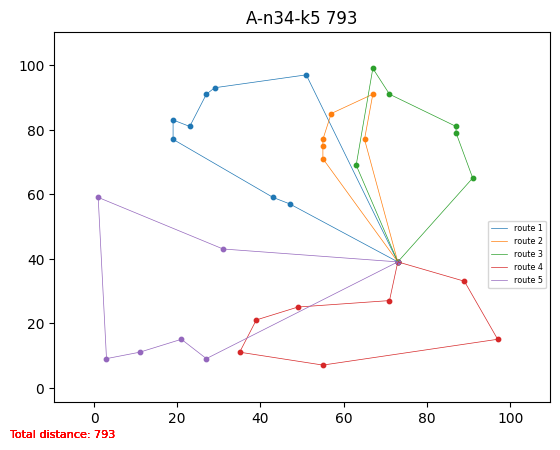 A-n34-k5 793
100
80
60
40
20
0
route 1
route 2
route 3
route 4
route 5
0 20 40 60 80 100
Total distance: 793